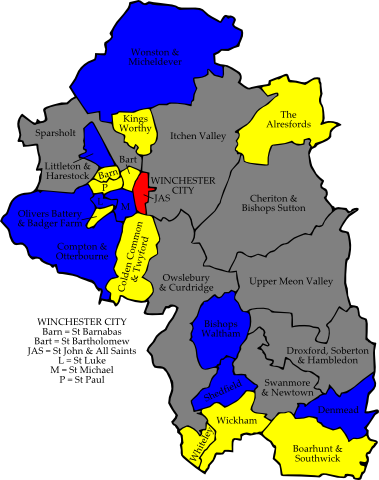 Wonston &
Micheldever
Kings
Worthy
The
Alresfords
Sparsholt
Itchen Valley
Bart
Littleton &
Harestock
Barn
P
WINCHESTER
CITY
JAS
L
M
Cheriton &
Bishops Sutton
Olivers Battery
& Badger Farm
Compton &
Otterbourne
Colden Common
& Twyford
Owslebury
& Curdridge
Upper Meon Valley
WINCHESTER CITY
Barn = St Barnabas
Bart = St Bartholomew
JAS = St John & All Saints
L = St Luke
M = St Michael
P = St Paul
Bishops
Waltham
Droxford, Soberton
& Hambledon
Shedfield
Swanmore
& Newtown
Denmead
Wickham
Whiteley
Boarhunt &
Southwick